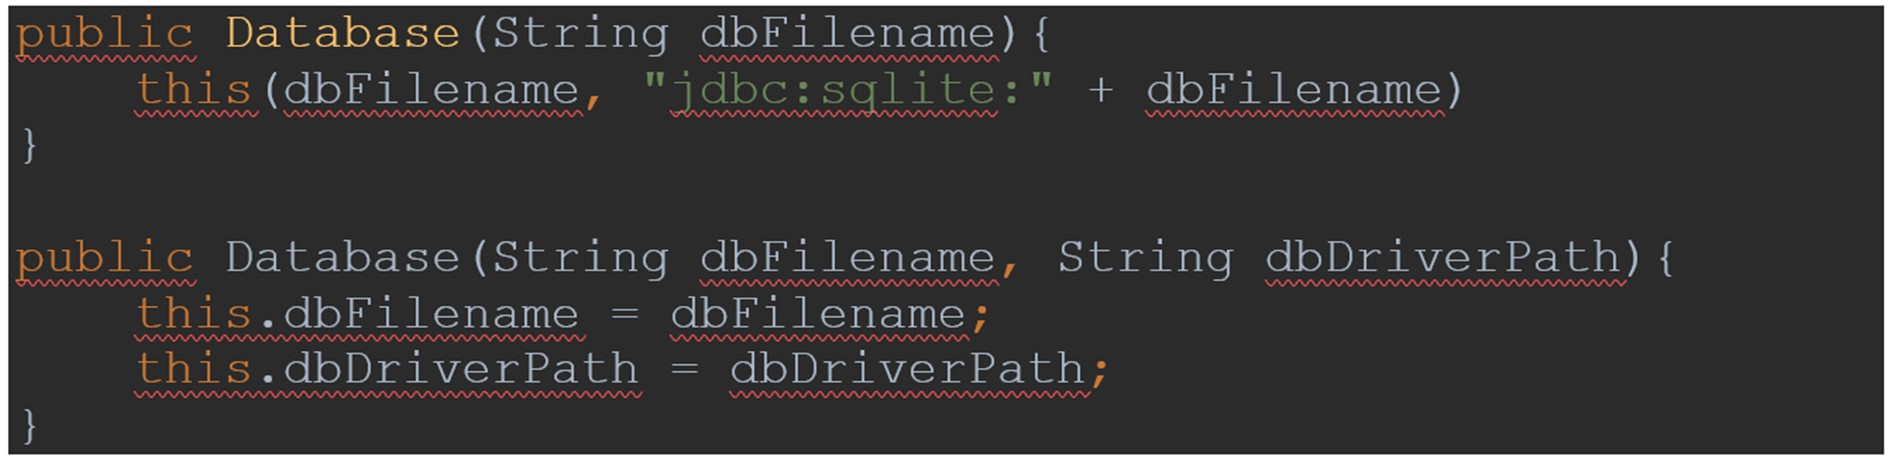 public Database(String dbFilename){
    this(dbFilename, "jdbc:sqlite:" + dbFilename)
}
public Database(String dbFilename, String dbDriverPath){
    this.dbFilename = dbFilename;
    this.dbDriverPath = dbDriverPath;
}